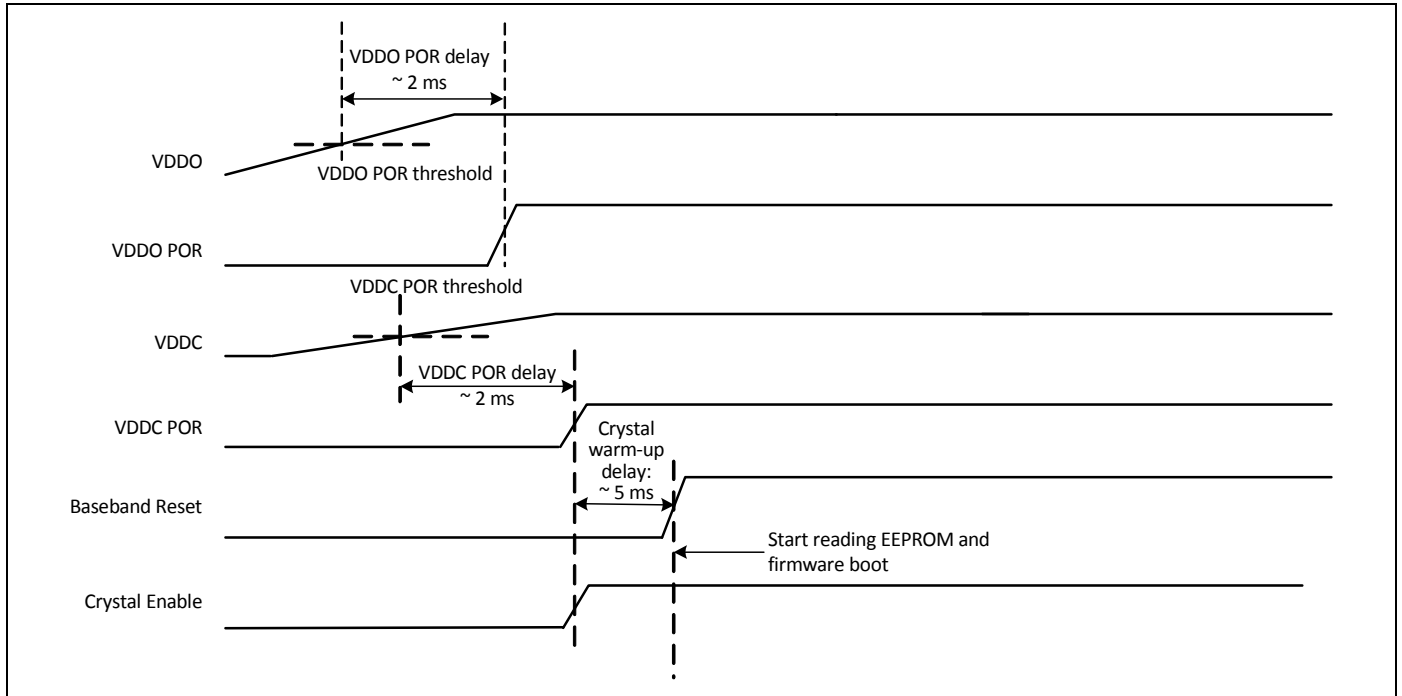 VDDO POR delay
~ 2 ms
VDDO
VDDO POR threshold
VDDO POR
VDDC POR threshold
VDDC
VDDC POR delay
~ 2 ms
VDDC POR
Crystal
warm-up
delay:
~ 5 ms
Baseband Reset
Start reading EEPROM and
firmware boot
Crystal Enable